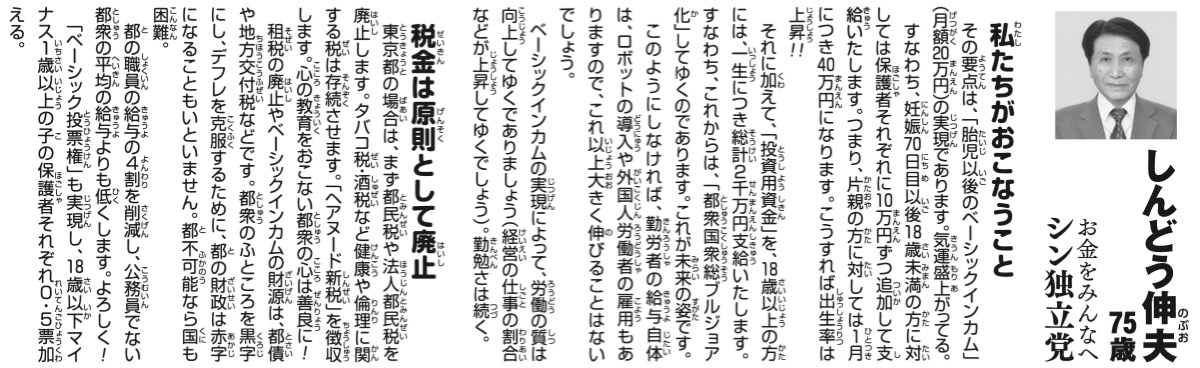 しんどう伸夫
75歳
お金をみんなへ
シン独立党
私たちがおこなうこと
その要点は、「胎児以後のベーシックインカム」
(月額20万円)の実現であります。気運盛上がってる。
すなわち、妊娠70日目以後18歳未満の方に対
しては保護者それぞれに10万円ずつ追加して支
給いたします。つまり、片親の方に対しては1月
につき40万円になります。こうすれば、出生率は
上昇!!
それに加えて、「投資用資金」を、18歳以上の方
には、一生につき総計2千万円支給いたします。
すなわち、これからは、「都衆国衆総ブルジョア
化」してゆくのであります。これが未来の姿です。
このようにしなければ、勤労者の給与自体
は、ロボットの導入や外国人労働者の雇用もあ
りますので、これ以上大きく伸びることはない
でしょう。
ベーシックインカムの実現によって、労働の質は
向上してゆくでありましょう(経営の仕事の割合
などが上昇してゆくでしょう)。勤勉さは続く。
税金は原則として廃止
東京都の場合は、まず都民税や法人都民税を
廃止します。タバコ税・酒税など健康や倫理に関
する税は存続させます。「ヘアヌード新税」を徴収
します。心の教育をおこない都衆の心は善良に!
租税の廃止やベーシックインカムの財源は、都債
や地方交付税などです。都衆のふところを黒字
にし、デフレを克服するために、都の財政は赤字
になることもいといません。都不可能なら国も
困難。
都の職員の給与の4割を削減し、公務員でない
都衆の平均の給与よりも低くします。よろしく!
「ベーシック投票権」も実現し、18歳以下マイ
ナス1歳以上の子の保護者それぞれ0・5票加
える。